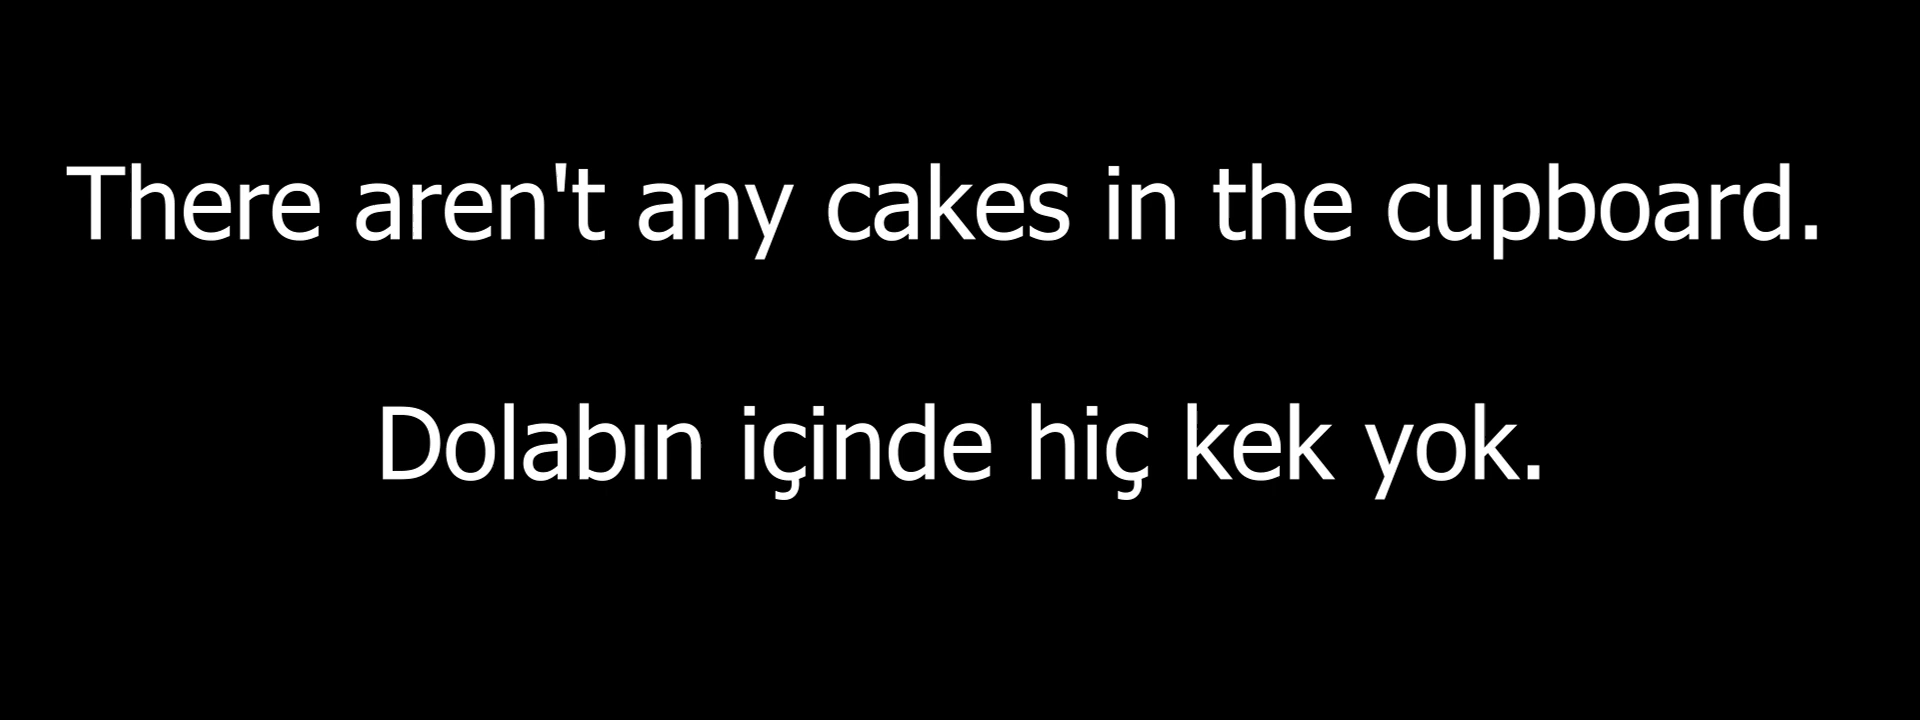 There aren't any cakes in the cupboard.
Dolabın içinde hiç kek yok.